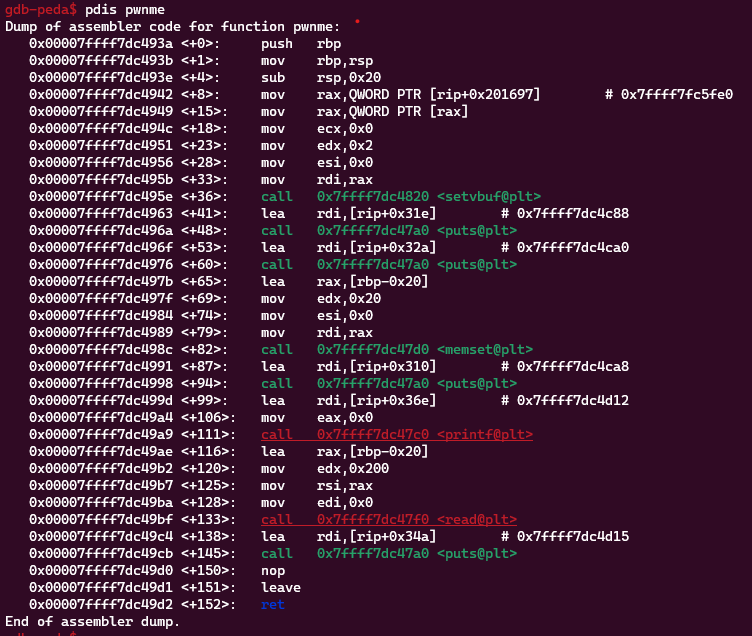 gdb-peda$ pdis pwnme
Dump of assembler code for function pwnme:
0x00007ffff7dc493a <+0>: push rbp
0x00007ffff7dc493b <+1>: mov rbp,rsp
0x00007ffff7dc493e <+4>: sub rsp,0x20
0x00007ffff7dc4942 <+8>: mov rax,QWORD PTR [rip+0x201697] # 0x7ffff7fc5fe0
0x00007ffff7dc4949 <+15>: mov rax,QWORD PTR [rax]
0x00007ffff7dc494c <+18>: mov ecx,0x0
0x00007ffff7dc4951 <+23>: mov edx,0x2
0x00007ffff7dc4956 <+28>: mov esi,0x0
0x00007ffff7dc495b <+33>: mov rdi,rax
0x00007ffff7dc495e <+36>: call 0x7ffff7dc4820 <setvbuf@plt>
0x00007ffff7dc4963 <+41>: lea rdi,[rip+0x31e] # 0x7ffff7dc4c88
0x00007ffff7dc496a <+48>: call 0x7ffff7dc47a0 <puts@plt>
0x00007ffff7dc496f <+53>: lea rdi,[rip+0x32a] # 0x7ffff7dc4ca0
0x00007ffff7dc4976 <+60>: call 0x7ffff7dc47a0 <puts@plt>
0x00007ffff7dc497b <+65>: lea rax,[rbp-0x20]
0x00007ffff7dc497f <+69>: mov edx,0x20
0x00007ffff7dc4984 <+74>: mov esi,0x0
0x00007ffff7dc4989 <+79>: mov rdi,rax
0x00007ffff7dc498c <+82>: call 0x7ffff7dc47d0 <memset@plt>
0x00007ffff7dc4991 <+87>: lea rdi,[rip+0x310] # 0x7ffff7dc4ca8
0x00007ffff7dc4998 <+94>: call 0x7ffff7dc47a0 <puts@plt>
0x00007ffff7dc499d <+99>: lea rdi,[rip+0x36e] # 0x7ffff7dc4d12
0x00007ffff7dc49a4 <+106>: mov eax,0x0
0x00007ffff7dc49a9 <+111>: call 0x7ffff7dc47c0 <printf@plt>
0x00007ffff7dc49ae <+116>: lea rax,[rbp-0x20]
0x00007ffff7dc49b2 <+120>: mov edx,0x200
0x00007ffff7dc49b7 <+125>: mov rsi,rax
0x00007ffff7dc49ba <+128>: mov edi,0x0
0x00007ffff7dc49bf <+133>: call 0x7ffff7dc47f0 <read@plt>
0x00007ffff7dc49c4 <+138>: lea rdi,[rip+0x34a] # 0x7ffff7dc4d15
0x00007ffff7dc49cb <+145>: call 0x7ffff7dc47a0 <puts@plt>
0x00007ffff7dc49d0 <+150>: nop
0x00007ffff7dc49d1 <+151>: leave
0x00007ffff7dc49d2 <+152>: ret
End of assembler dump.